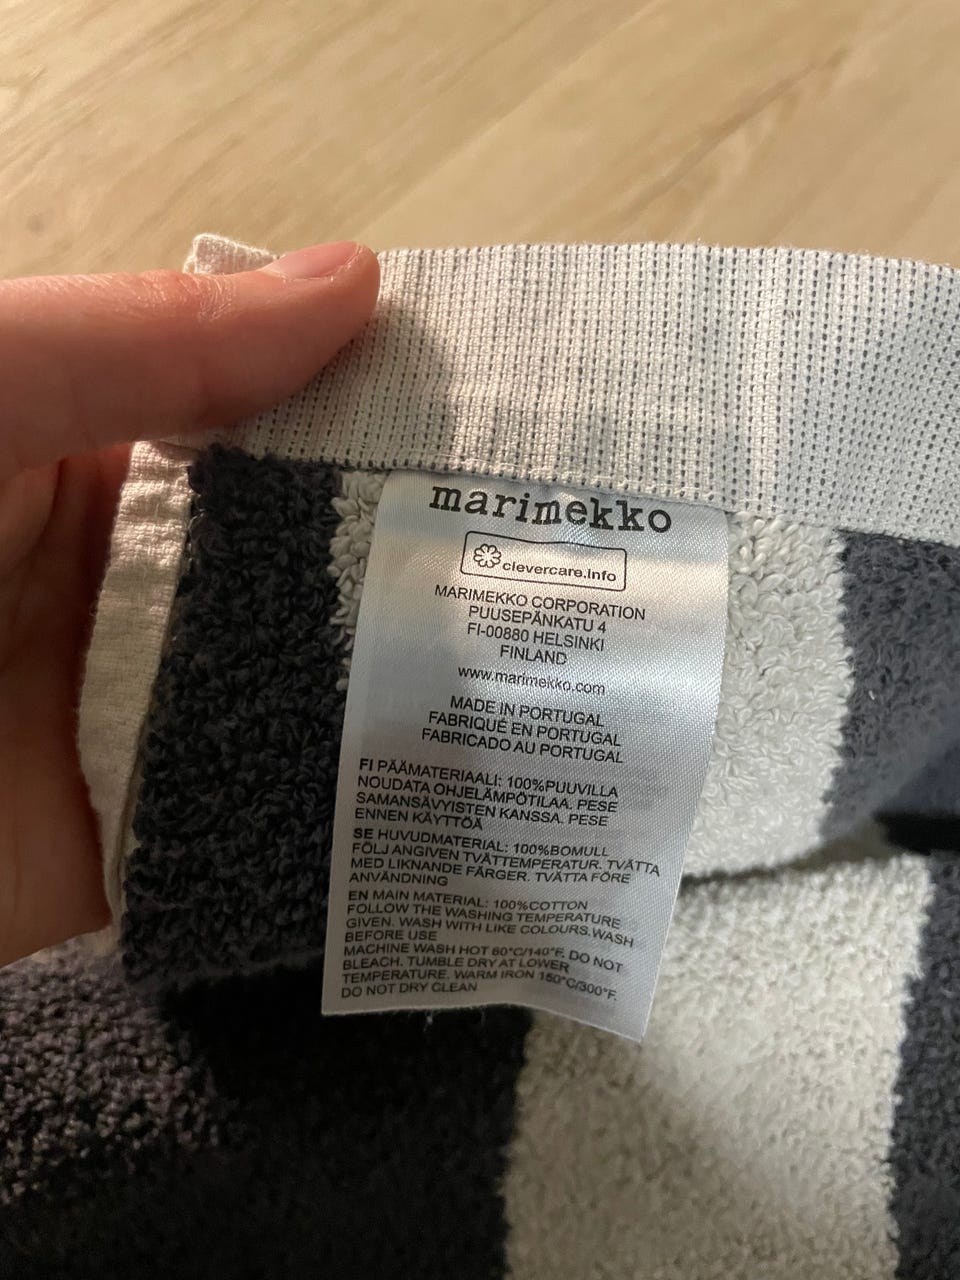 marimekko
clevercare.info
MARIMEKKO CORPORATION
PUUSEPÄNKATU 4
FI-00880 HELSINKI
FINLAND
www.marimekko.com
MADE IN PORTUGAL
FABRIQUÉ EN PORTUGAL
FABRICADO AU PORTUGAL
FI PÄÄMATERIAALI: 100%PUUVILLA
NOUDATA OHJELÄMPÖTILAA. PESE
SAMANSÄVYISTEN KANSSA. PESE
ENNEN KÄYTTÖÄ
SE HUVUDMATERIAL: 100%BOMULL
FÖLJ ANGIVEN TVÄTTEMPERATUR. TVÄTTA
MED LIKNANDE FÄRGER. TVÄTTA FÖRE
ANVÄNDNING
EN MAIN MATERIAL: 100%COTTON
FOLLOW THE WASHING TEMPERATURE
GIVEN. WASH WITH LIKE COLOURS.WASH
BEFORE USE
MACHINE WASH HOT 60°C/140°F. DO NOT
BLEACH. TUMBLE DRY AT LOWER
TEMPERATURE. WARM IRON 150°C/300°F.
DO NOT DRY CLEAN